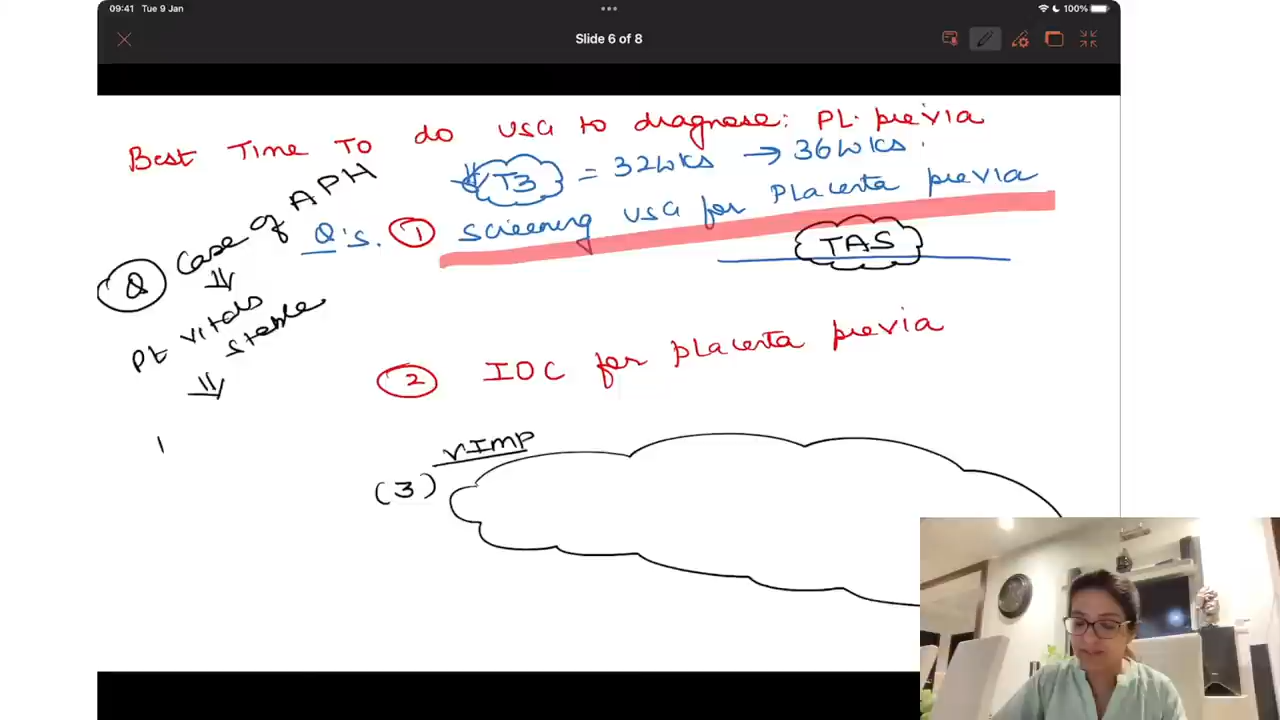 09:41 Tue 9 Jan
100%
Slide 6 of 8
Best Time To do USG to diagnose: PL. previa
T3 = 32wks → 36wks.
Q's. ① Screening USG for Placenta previa
TAS
Q Case of APH
⇓
Pt vitals stable
⇓
② IOC for placenta previa
vImp
(3)